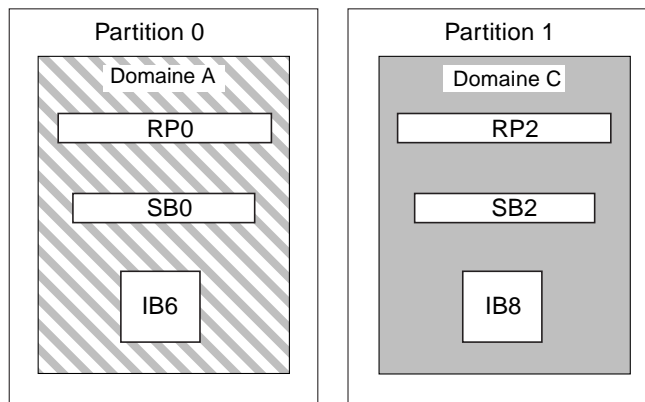 Partition 0
Domaine A
RP0
SB0
IB6
Partition 1
Domaine C
RP2
SB2
IB8